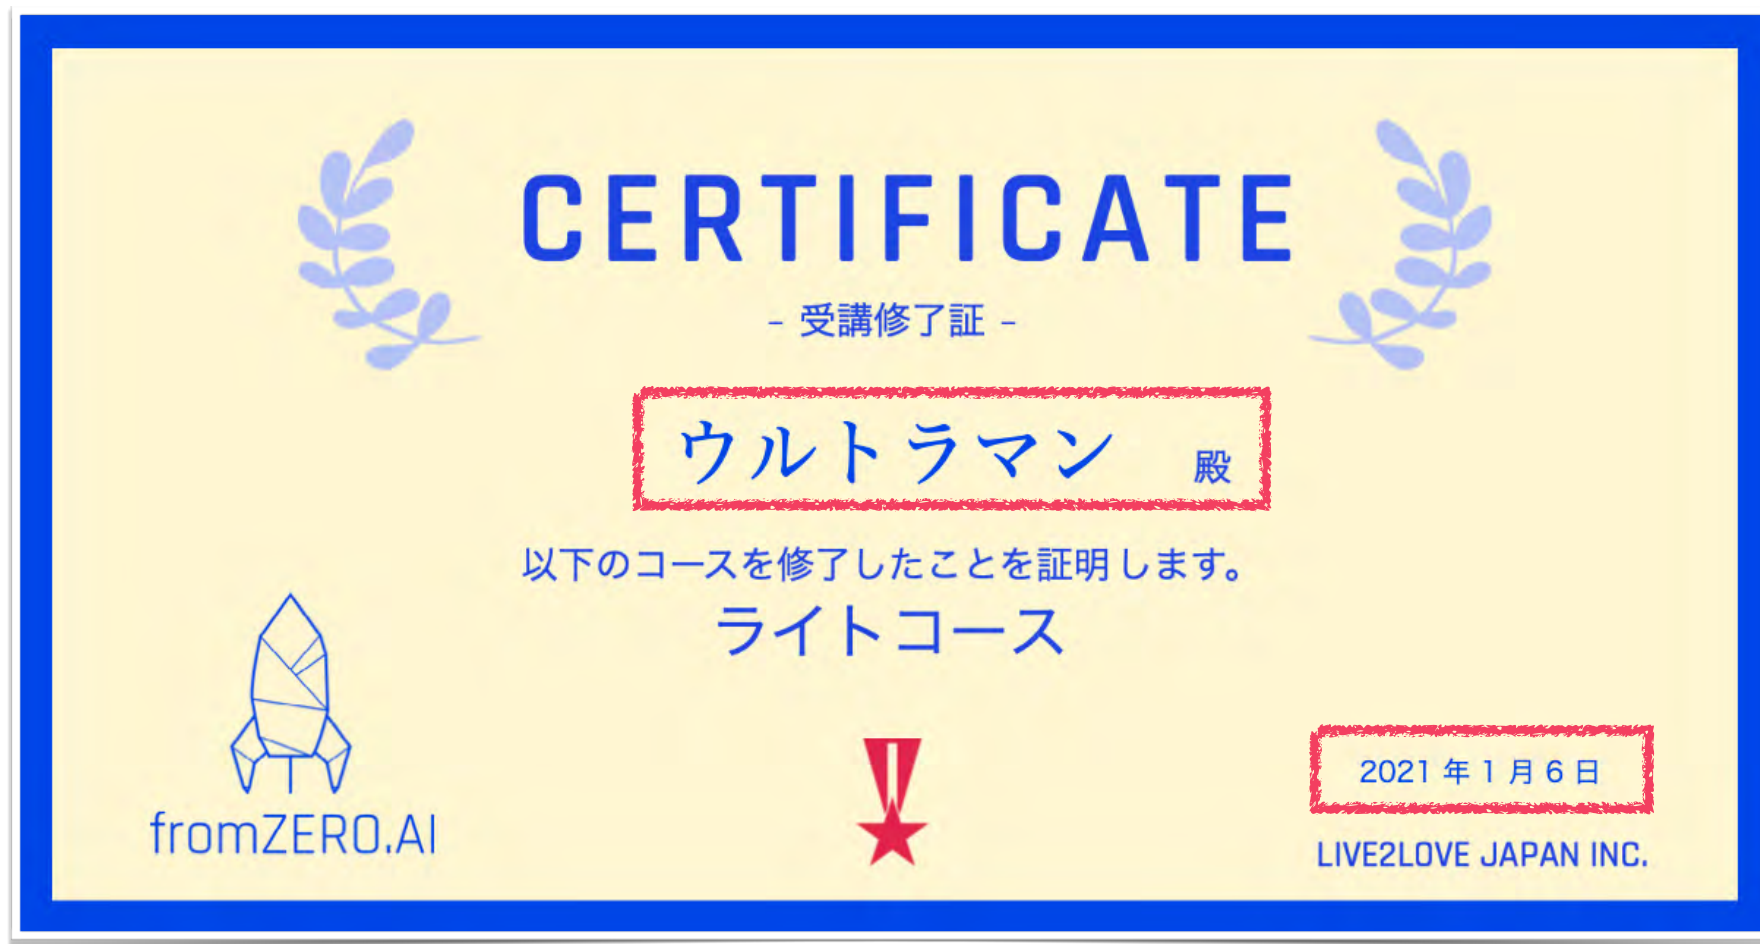 CERTIFICATE
- 受講修了証 -
ウルトラマン 殿
以下のコースを修了したことを証明します。
ライトコース
fromZERO.AI
2021 年 1 月 6 日
LIVE2LOVE JAPAN INC.